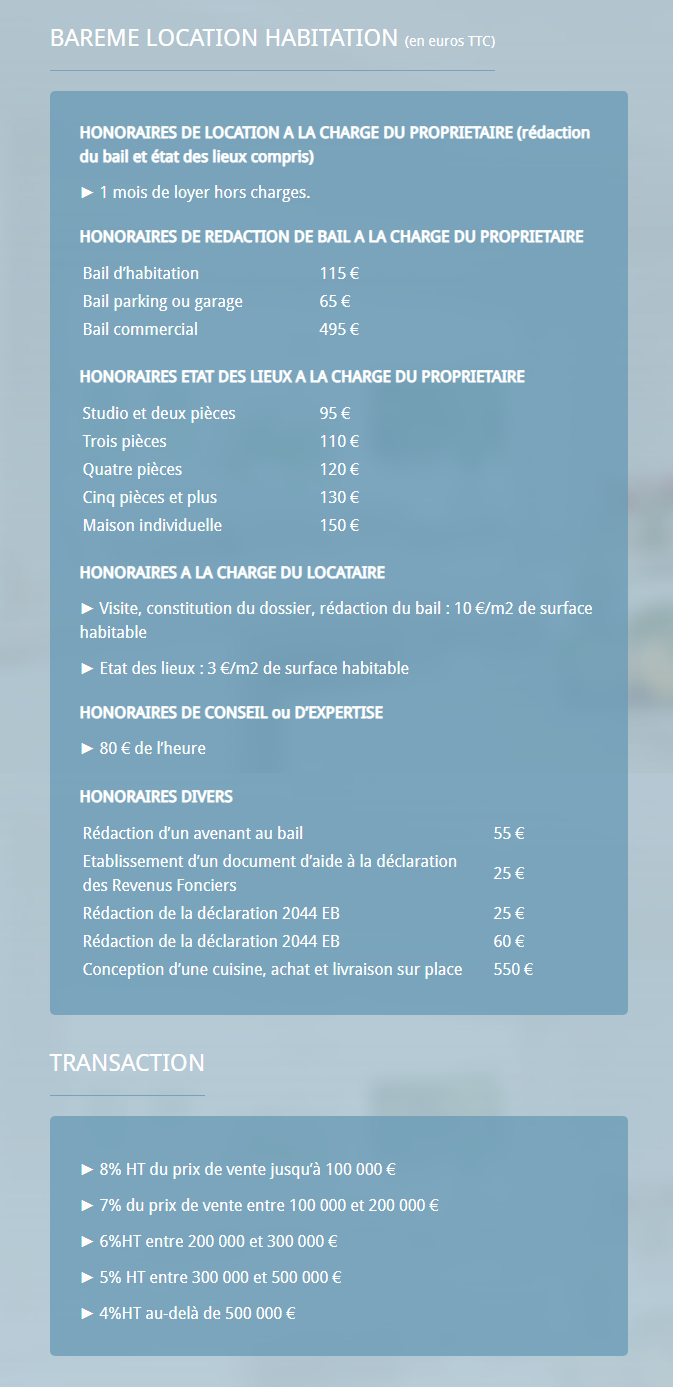 BAREME LOCATION HABITATION (en euros TTC)
HONORAIRES DE LOCATION A LA CHARGE DU PROPRIETAIRE (rédaction
du bail et état des lieux compris)
► 1 mois de loyer hors charges.
HONORAIRES DE REDACTION DE BAIL A LA CHARGE DU PROPRIETAIRE
Bail d’habitation 115 €
Bail parking ou garage 65 €
Bail commercial 495 €
HONORAIRES ETAT DES LIEUX A LA CHARGE DU PROPRIETAIRE
Studio et deux pièces 95 €
Trois pièces 110 €
Quatre pièces 120 €
Cinq pièces et plus 130 €
Maison individuelle 150 €
HONORAIRES A LA CHARGE DU LOCATAIRE
► Visite, constitution du dossier, rédaction du bail : 10 €/m2 de surface
habitable
► Etat des lieux : 3 €/m2 de surface habitable
HONORAIRES DE CONSEIL ou D’EXPERTISE
► 80 € de l’heure
HONORAIRES DIVERS
Rédaction d’un avenant au bail 55 €
Etablissement d’un document d’aide à la déclaration
des Revenus Fonciers 25 €
Rédaction de la déclaration 2044 EB 25 €
Rédaction de la déclaration 2044 EB 60 €
Conception d’une cuisine, achat et livraison sur place 550 €
TRANSACTION
► 8% HT du prix de vente jusqu’à 100 000 €
► 7% du prix de vente entre 100 000 et 200 000 €
► 6%HT entre 200 000 et 300 000 €
► 5% HT entre 300 000 et 500 000 €
► 4%HT au-delà de 500 000 €